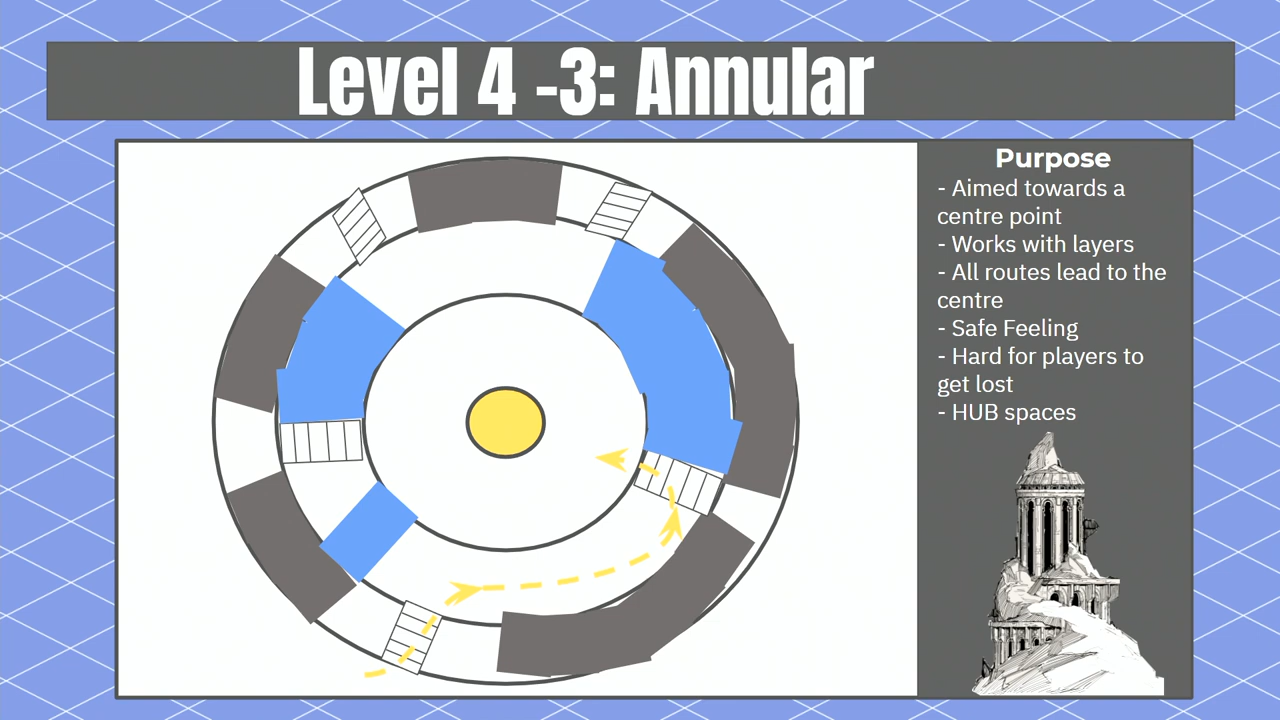 Level 4 -3: Annular
Purpose
- Aimed towards a
centre point
- Works with layers
- All routes lead to the
centre
- Safe Feeling
- Hard for players to
get lost
- HUB spaces